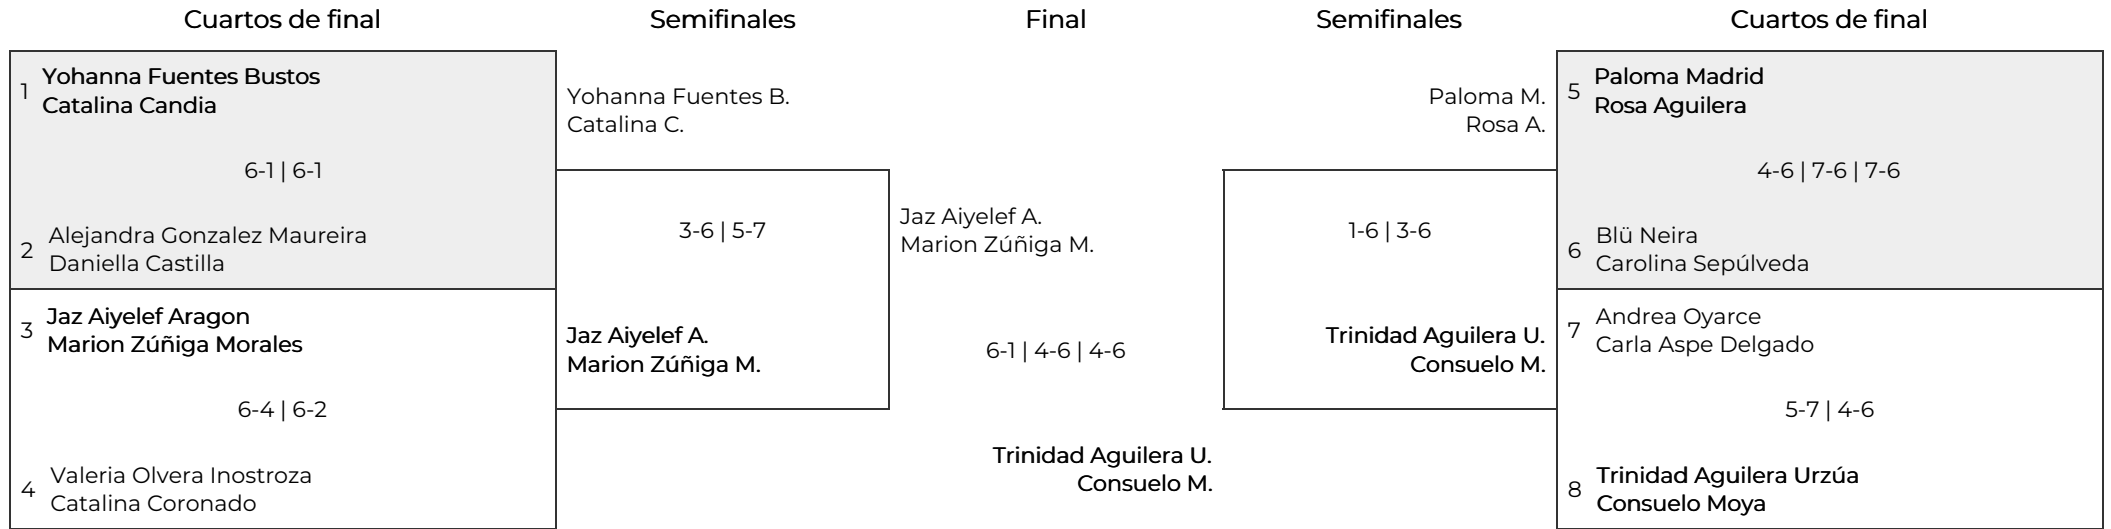 Cuartos de final
Semifinales
Final
Semifinales
Cuartos de final
1
Yohanna Fuentes Bustos
Catalina Candia
6-1 | 6-1
2
Alejandra Gonzalez Maureira
Daniella Castilla
3
Jaz Aiyelef Aragon
Marion Zúñiga Morales
6-4 | 6-2
4
Valeria Olvera Inostroza
Catalina Coronado
Yohanna Fuentes B.
Catalina C.
3-6 | 5-7
Jaz Aiyelef A.
Marion Zúñiga M.
Jaz Aiyelef A.
Marion Zúñiga M.
6-1 | 4-6 | 4-6
Trinidad Aguilera U.
Consuelo M.
Paloma M.
Rosa A.
1-6 | 3-6
Trinidad Aguilera U.
Consuelo M.
5
Paloma Madrid
Rosa Aguilera
4-6 | 7-6 | 7-6
6
Blü Neira
Carolina Sepúlveda
7
Andrea Oyarce
Carla Aspe Delgado
5-7 | 4-6
8
Trinidad Aguilera Urzúa
Consuelo Moya